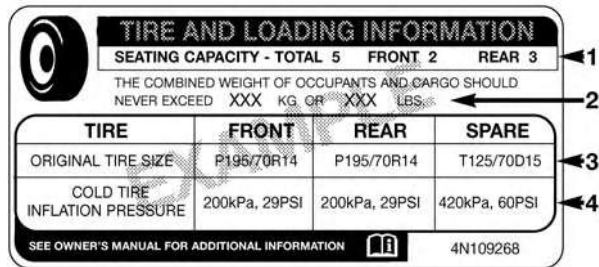 TIRE AND LOADING INFORMATION
SEATING CAPACITY - TOTAL 5 FRONT 2 REAR 3 1
THE COMBINED WEIGHT OF OCCUPANTS AND CARGO SHOULD
NEVER EXCEED XXX KG OR XXX LBS. 2
TIRE FRONT REAR SPARE
ORIGINAL TIRE SIZE P195/70R14 P195/70R14 T125/70D15 3
COLD TIRE
INFLATION PRESSURE 200kPa, 29PSI 200kPa, 29PSI 420kPa, 60PSI 4
SEE OWNER'S MANUAL FOR ADDITIONAL INFORMATION 4N109268
EXAMPLE